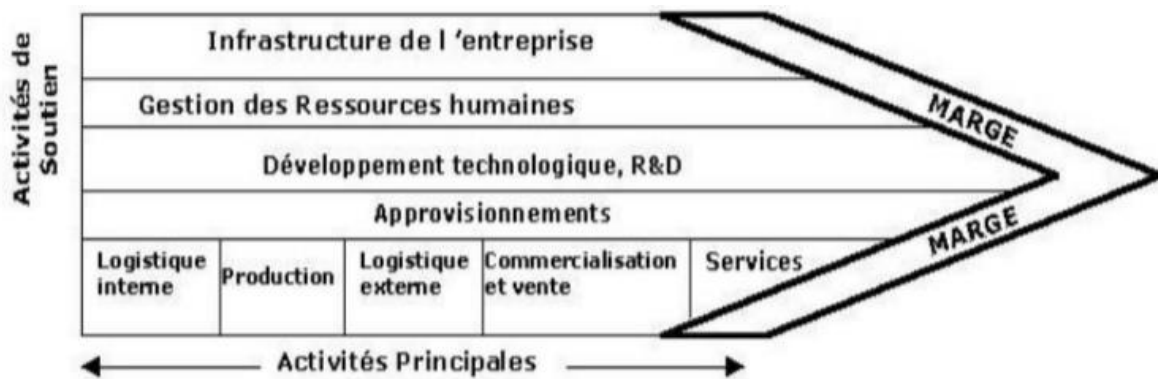 Activités de
Soutien
Infrastructure de l 'entreprise
Gestion des Ressources humaines
Développement technologique, R&D
Approvisionnements
Logistique
interne
Production
Logistique
externe
Commercialisation
et vente
Services
MARGE
MARGE
Activités Principales